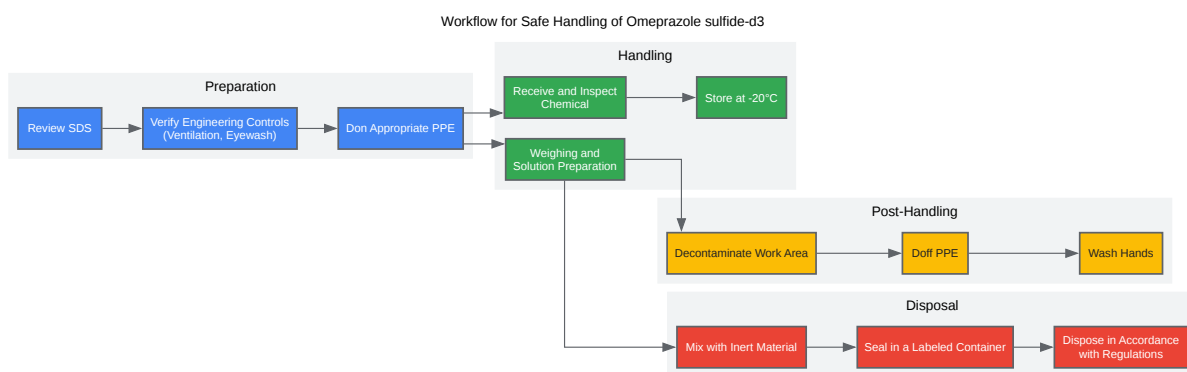 Workflow for Safe Handling of Omeprazole sulfide-d3
Preparation
Review SDS
Verify Engineering Controls
(Ventilation, Eyewash)
Don Appropriate PPE
Handling
Receive and Inspect
Chemical
Store at -20°C
Weighing and
Solution Preparation
Post-Handling
Decontaminate Work Area
Doff PPE
Wash Hands
Disposal
Mix with Inert Material
Seal in a Labeled Container
Dispose in Accordance
with Regulations